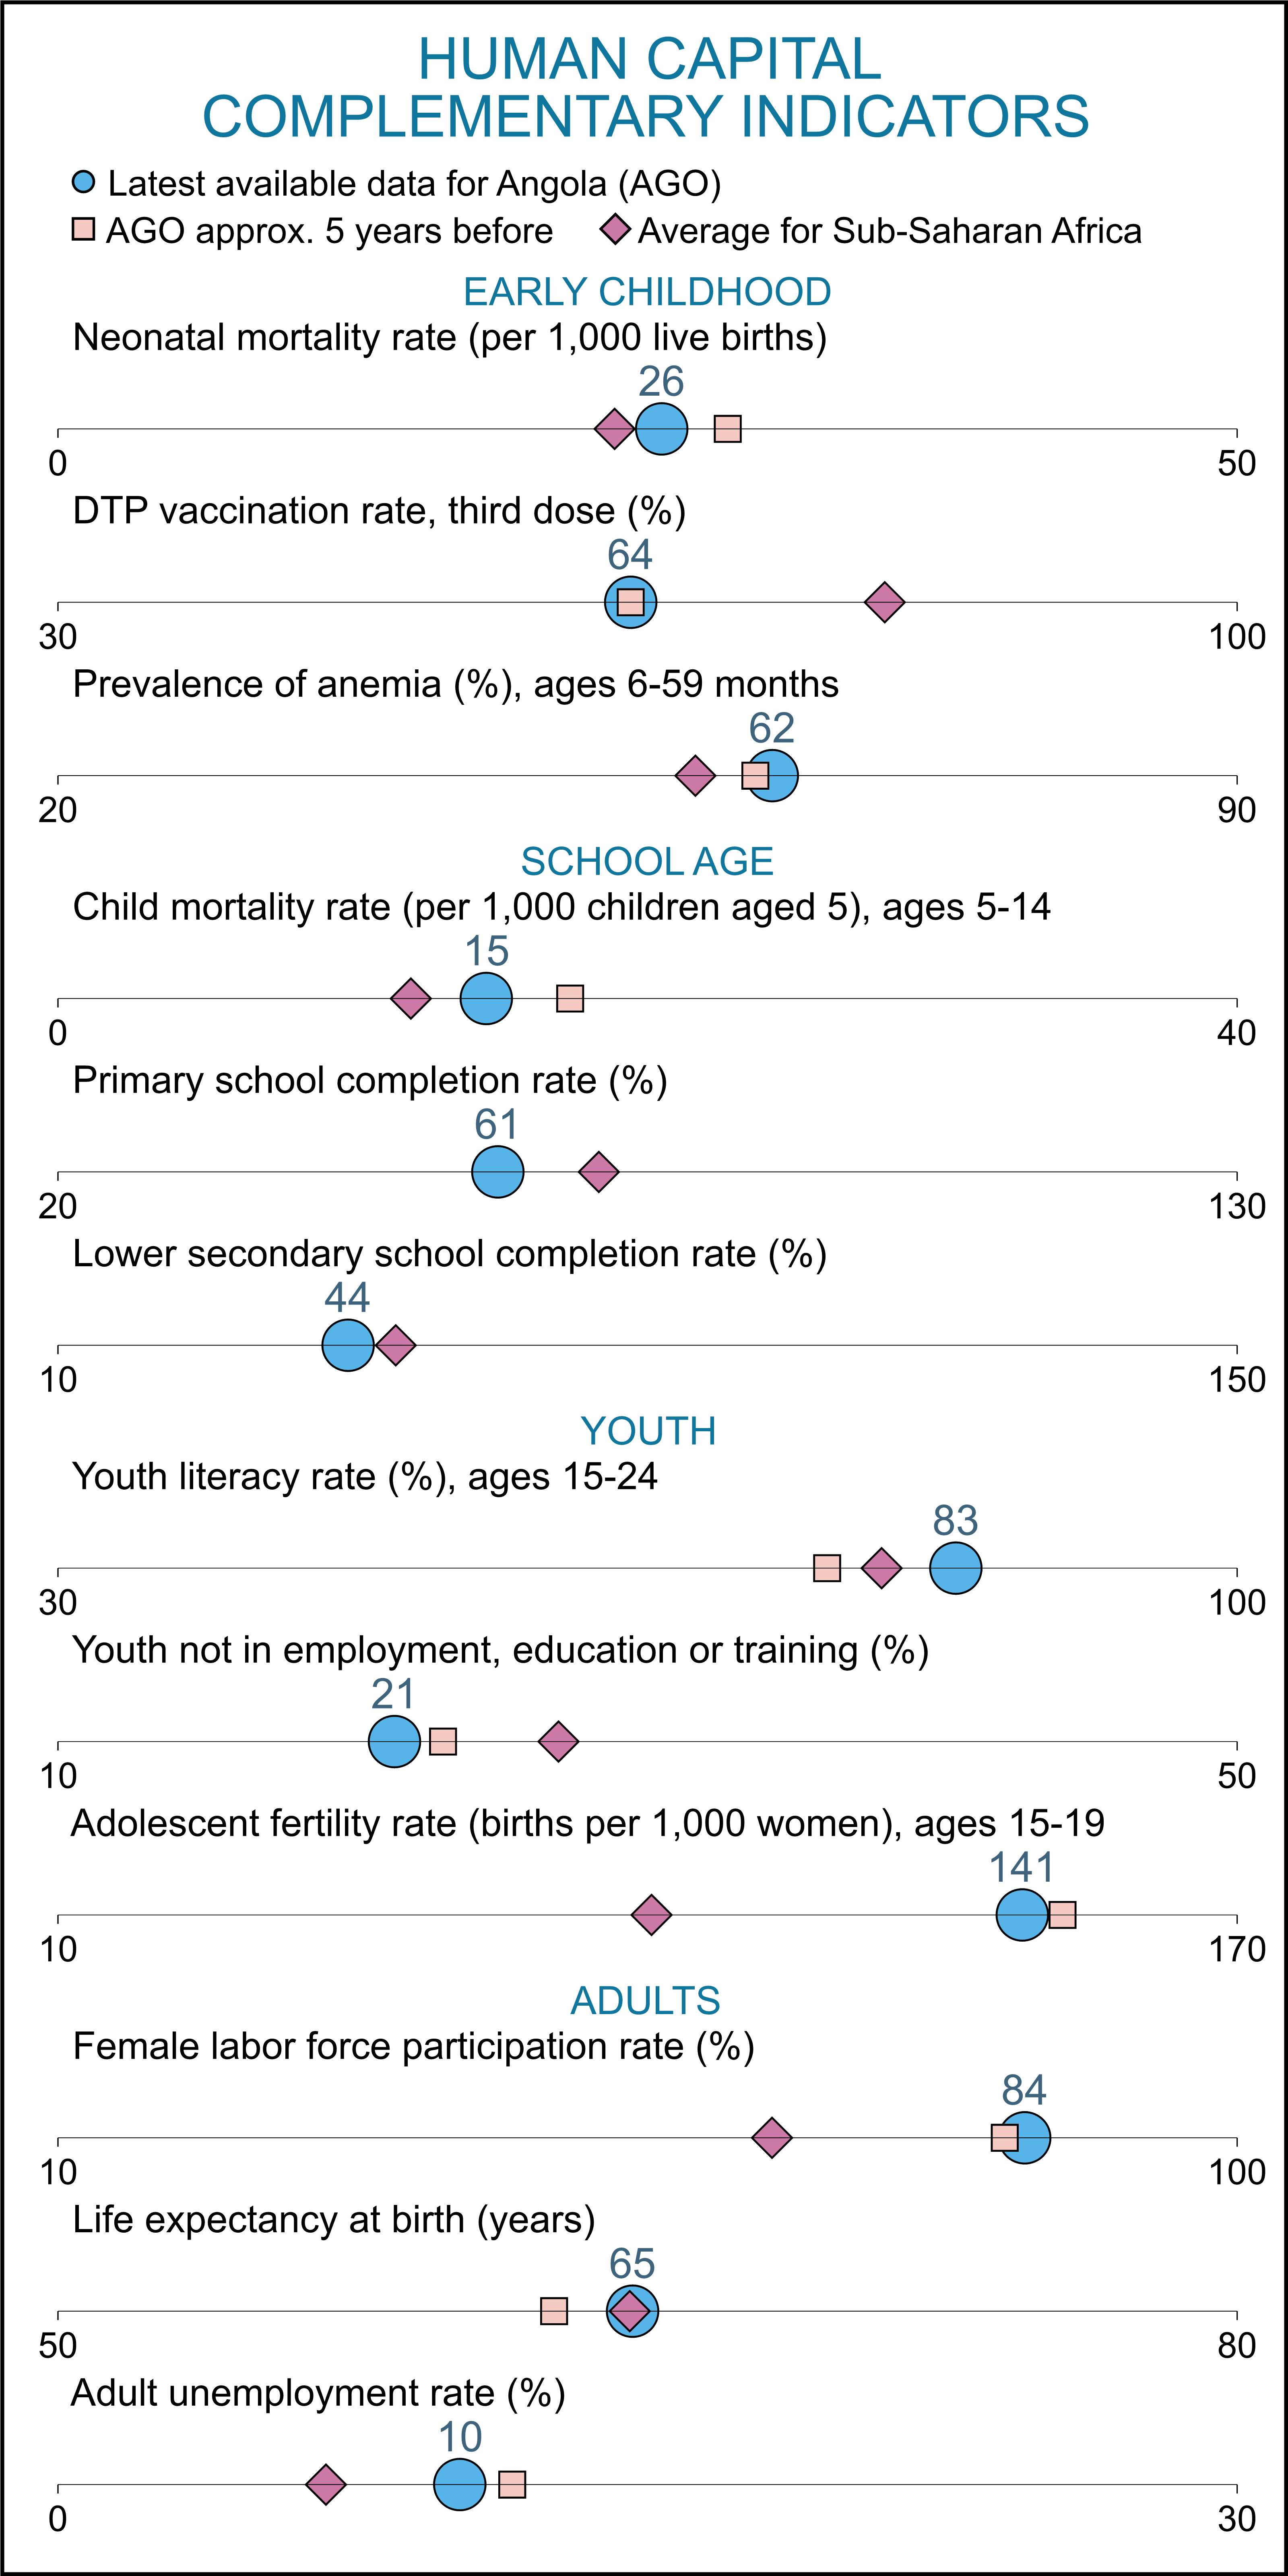 HUMAN CAPITAL
COMPLEMENTARY INDICATORS
Latest available data for Angola (AGO)
AGO approx. 5 years before Average for Sub-Saharan Africa
EARLY CHILDHOOD
Neonatal mortality rate (per 1,000 live births)
26
0 50
DTP vaccination rate, third dose (%)
64
30 100
Prevalence of anemia (%), ages 6-59 months
62
20 90
SCHOOL AGE
Child mortality rate (per 1,000 children aged 5), ages 5-14
15
0 40
Primary school completion rate (%)
61
20 130
Lower secondary school completion rate (%)
44
10 150
YOUTH
Youth literacy rate (%), ages 15-24
83
30 100
Youth not in employment, education or training (%)
21
10 50
Adolescent fertility rate (births per 1,000 women), ages 15-19
141
10 170
ADULTS
Female labor force participation rate (%)
84
10 100
Life expectancy at birth (years)
65
50 80
Adult unemployment rate (%)
10
0 30